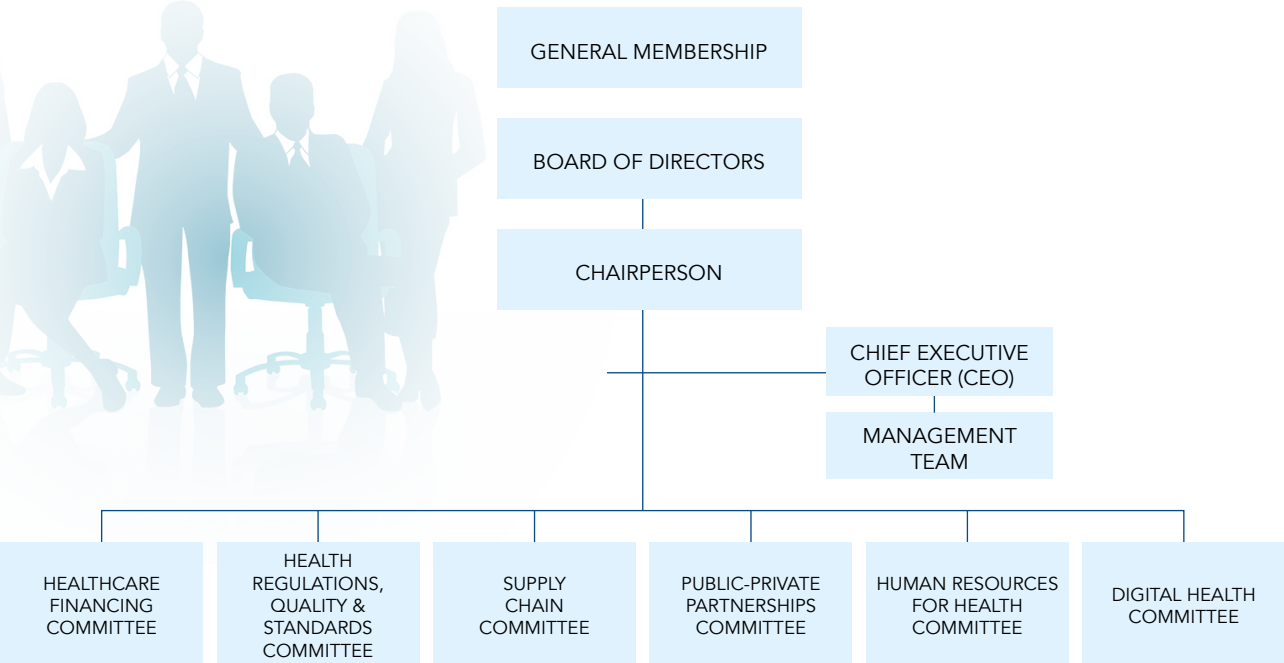 GENERAL MEMBERSHIP
BOARD OF DIRECTORS
CHAIRPERSON
CHIEF EXECUTIVE
OFFICER (CEO)
MANAGEMENT
TEAM
HEALTHCARE
FINANCING
COMMITTEE
HEALTH
REGULATIONS,
QUALITY &
STANDARDS
COMMITTEE
SUPPLY
CHAIN
COMMITTEE
PUBLIC-PRIVATE
PARTNERSHIPS
COMMITTEE
HUMAN RESOURCES
FOR HEALTH
COMMITTEE
DIGITAL HEALTH
COMMITTEE